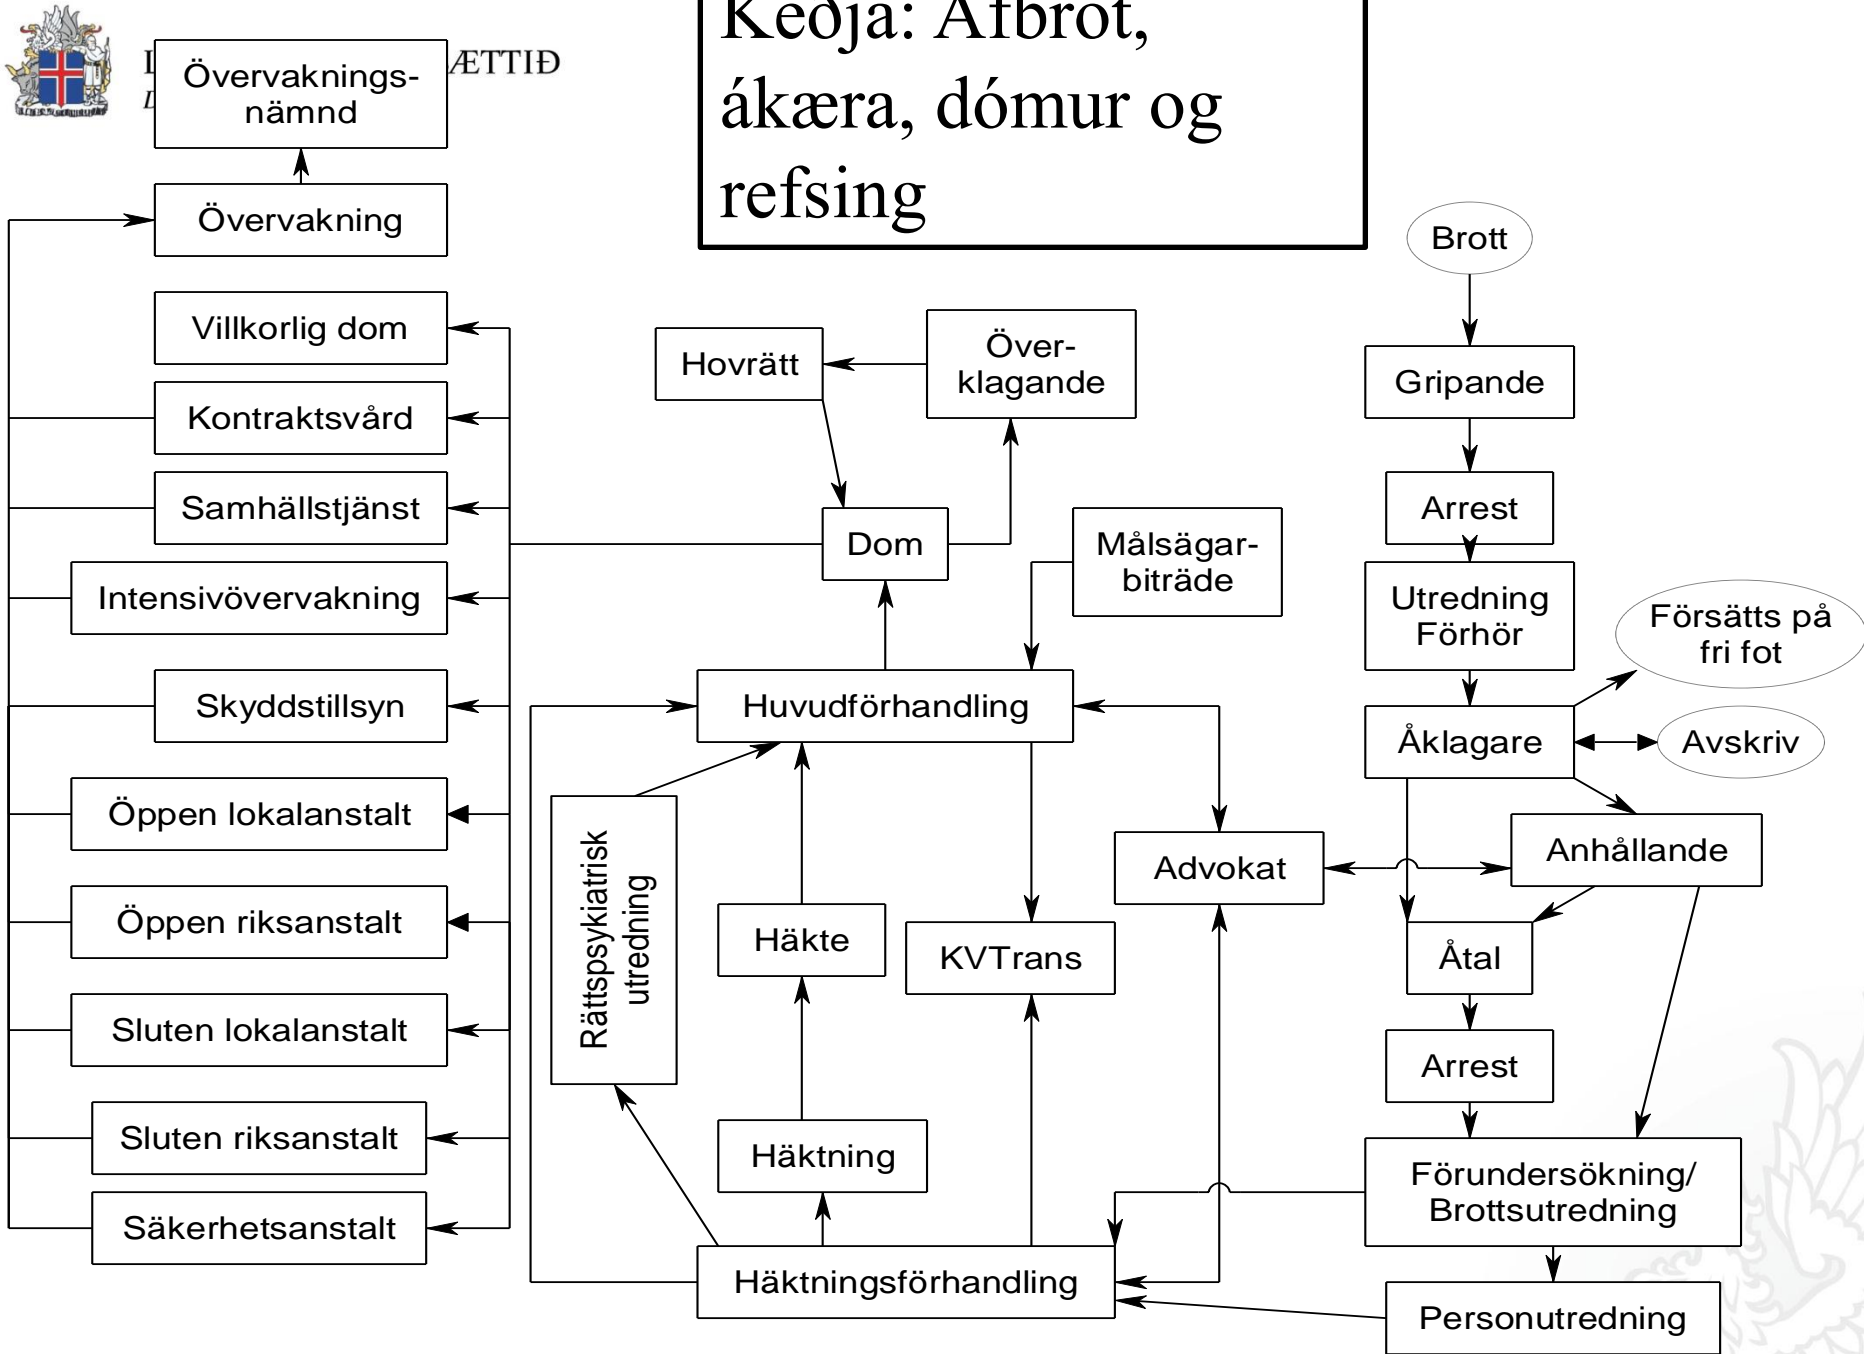 ÆTTIÐ
Keðja: Afbrot,
ákæra, dómur og
refsing
Övervaknings-
nämnd
Övervakning
Villkorlig dom
Kontraktsvård
Samhällstjänst
Intensivövervakning
Skyddstillsyn
Öppen lokalanstalt
Öppen riksanstalt
Sluten lokalanstalt
Sluten riksanstalt
Säkerhetsanstalt
Hovrätt
Över-
klagande
Dom
Målsägar-
biträde
Huvudförhandling
Rättspsykiatrisk
utredning
Häkte
KVTrans
Advokat
Häktning
Häktningsförhandling
Brott
Gripande
Arrest
Utredning
Förhör
Försätts på
fri fot
Åklagare
Avskriv
Anhållande
Åtal
Arrest
Förundersökning/
Brottsutredning
Personutredning